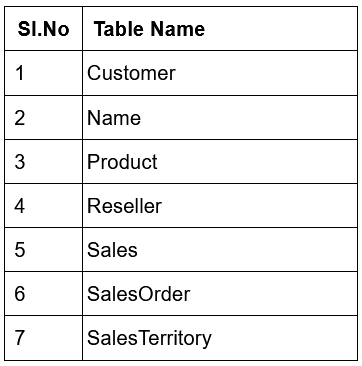 Sl.No Table Name
1 Customer
2 Name
3 Product
4 Reseller
5 Sales
6 SalesOrder
7 SalesTerritory